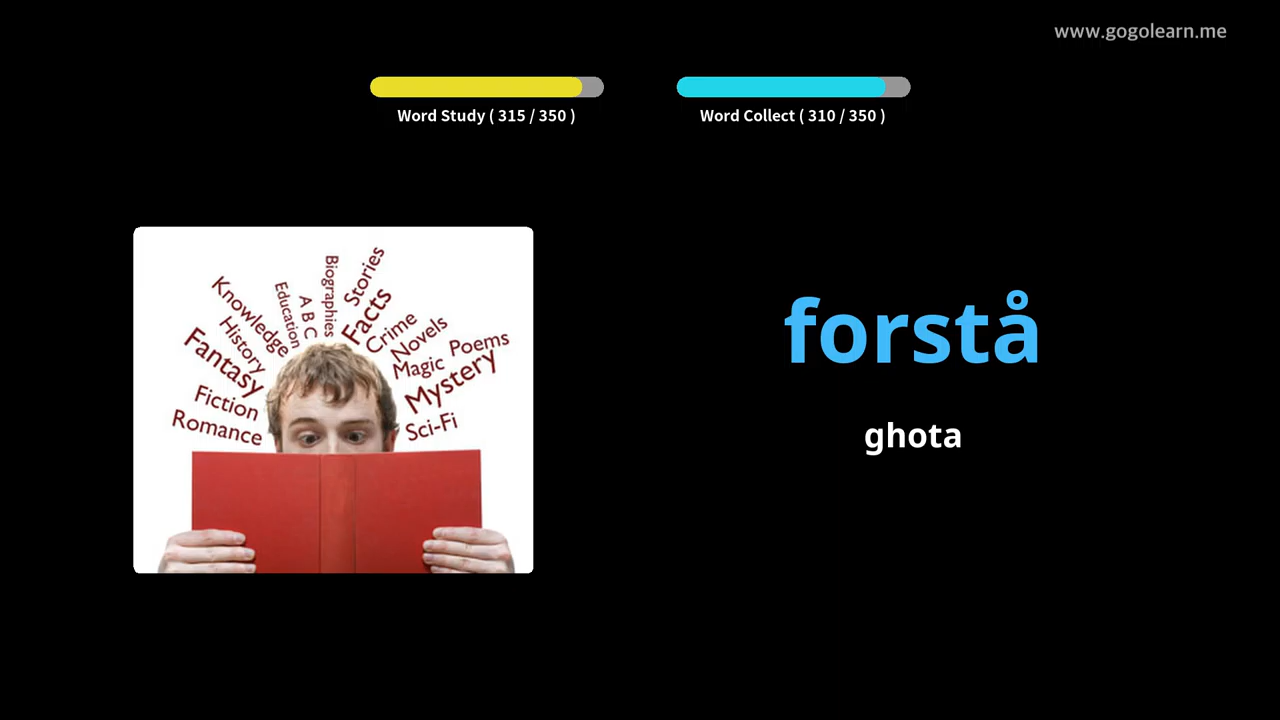 www.gogolearn.me
Word Study ( 315 / 350 )
Word Collect ( 310 / 350 )
Knowledge
Education
A B C
Biographies
Stories
Facts
Crime
Novels
Poems
Magic
Mystery
Sci-Fi
History
Fantasy
Fiction
Romance
forstå
ghota